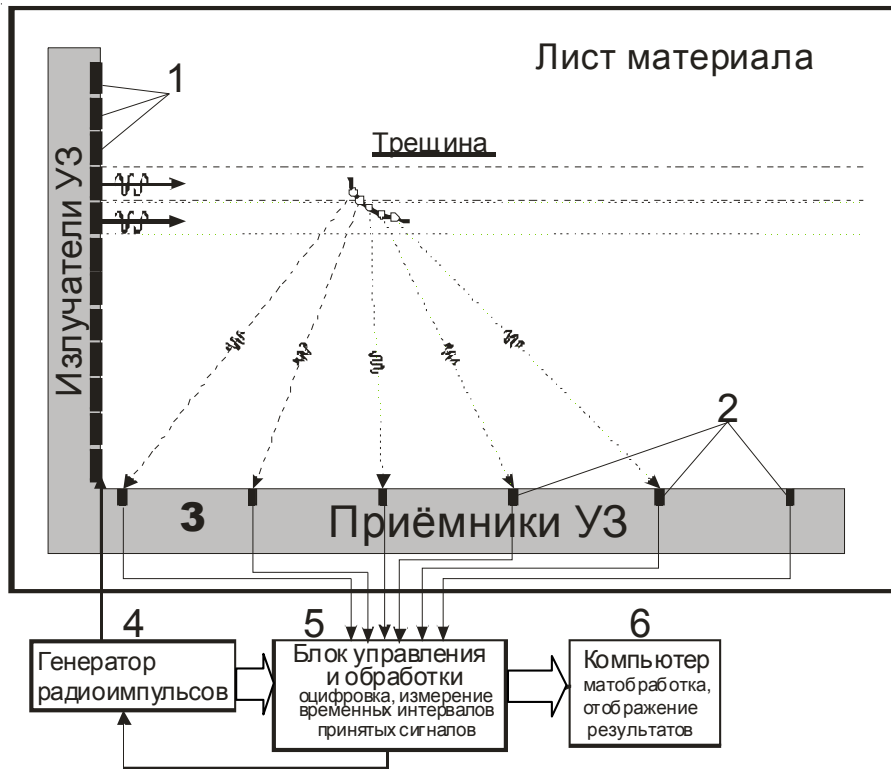 Лист материала
1
Излучатели УЗ
Трещина
2
3
Приёмники УЗ
4
Генератор
радиоимпульсов
5
Блок управления
и обработки
оцифровка, измерение
временных интервалов
принятых сигналов
6
Компьютер
матобработка,
отображение
результатов